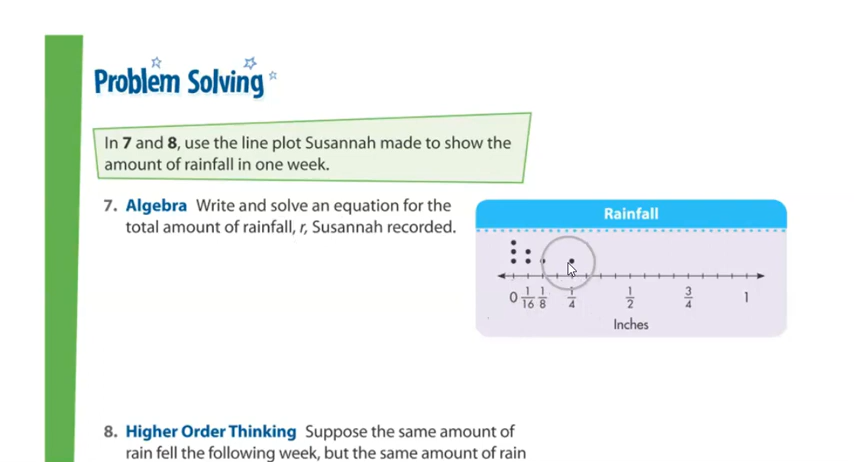 Problem Solving
In 7 and 8, use the line plot Susannah made to show the
amount of rainfall in one week.
7. Algebra Write and solve an equation for the
total amount of rainfall, r, Susannah recorded.
Rainfall
0 1/16 1/8 1/4 1/2 3/4 1
Inches
8. Higher Order Thinking Suppose the same amount of
rain fell the following week, but the same amount of rain